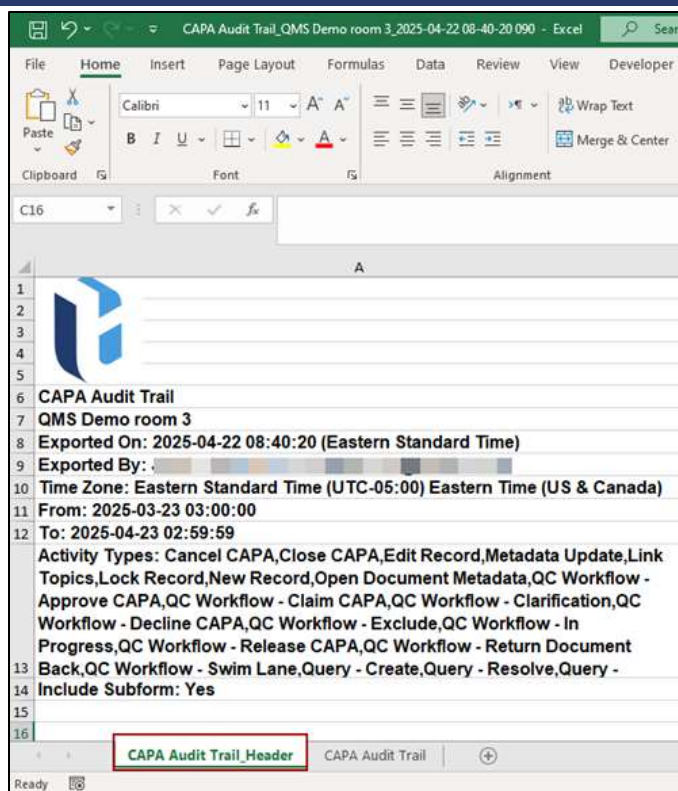 CAPA Audit Trail_QMS Demo room 3_2025-04-22 08-40-20 090 - Excel
Sear
File Home Insert Page Layout Formulas Data Review View Developer
Paste
Calibri 11 A A Wrap Text
B I U A Merge & Center
Clipboard Font Alignment
C16 fx
A
1
2
3
4
5
6 CAPA Audit Trail
7 QMS Demo room 3
8 Exported On: 2025-04-22 08:40:20 (Eastern Standard Time)
9 Exported By:
10 Time Zone: Eastern Standard Time (UTC-05:00) Eastern Time (US & Canada)
11 From: 2025-03-23 03:00:00
12 To: 2025-04-23 02:59:59
Activity Types: Cancel CAPA,Close CAPA,Edit Record,Metadata Update,Link
Topics,Lock Record,New Record,Open Document Metadata,QC Workflow -
Approve CAPA,QC Workflow - Claim CAPA,QC Workflow - Clarification,QC
Workflow - Decline CAPA,QC Workflow - Exclude,QC Workflow - In
Progress,QC Workflow - Release CAPA,QC Workflow - Return Document
13 Back,QC Workflow - Swim Lane,Query - Create,Query - Resolve,Query -
14 Include Subform: Yes
15
16
CAPA Audit Trail_Header CAPA Audit Trail
Ready